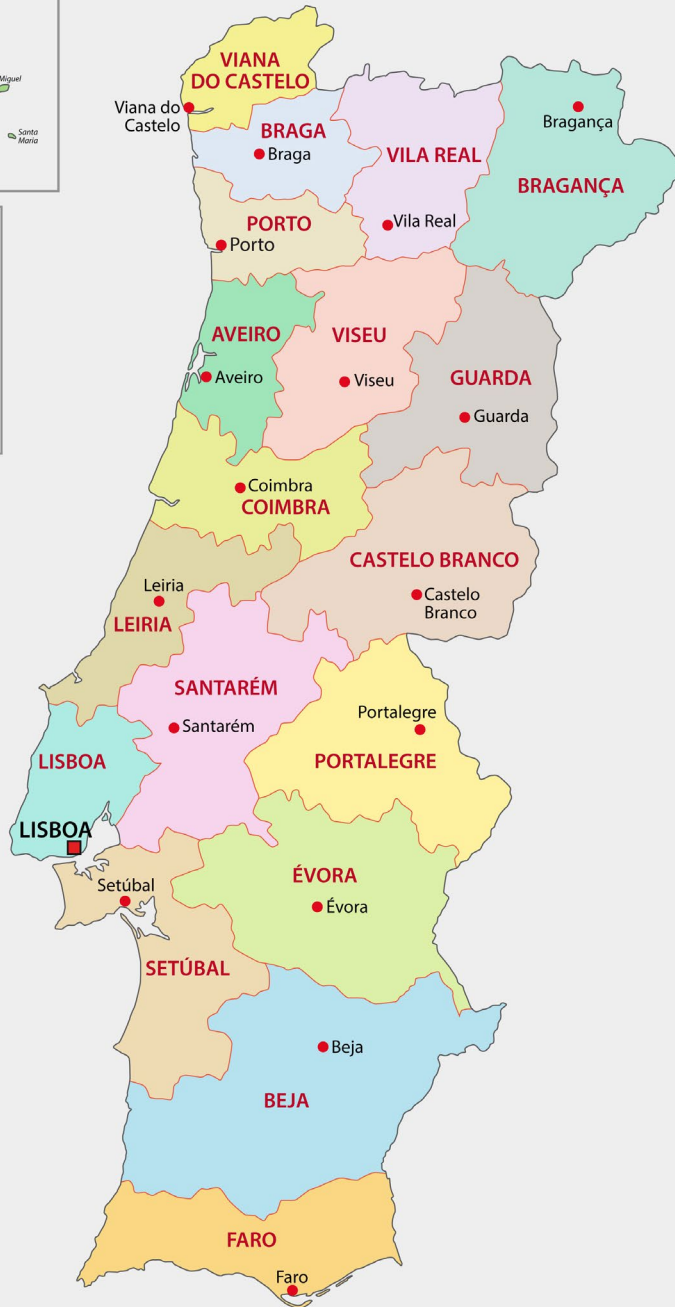 Miguel
Santa
Maria
VIANA
DO CASTELO
Viana do
Castelo
BRAGA
Braga
VILA REAL
Vila Real
Bragança
BRAGANÇA
PORTO
Porto
AVEIRO
Aveiro
VISEU
Viseu
GUARDA
Guarda
Coimbra
COIMBRA
CASTELO BRANCO
Castelo
Branco
Leiria
LEIRIA
SANTARÉM
Santarém
Portalegre
PORTALEGRE
LISBOA
LISBOA
ÉVORA
Évora
Setúbal
SETÚBAL
Beja
BEJA
FARO
Faro